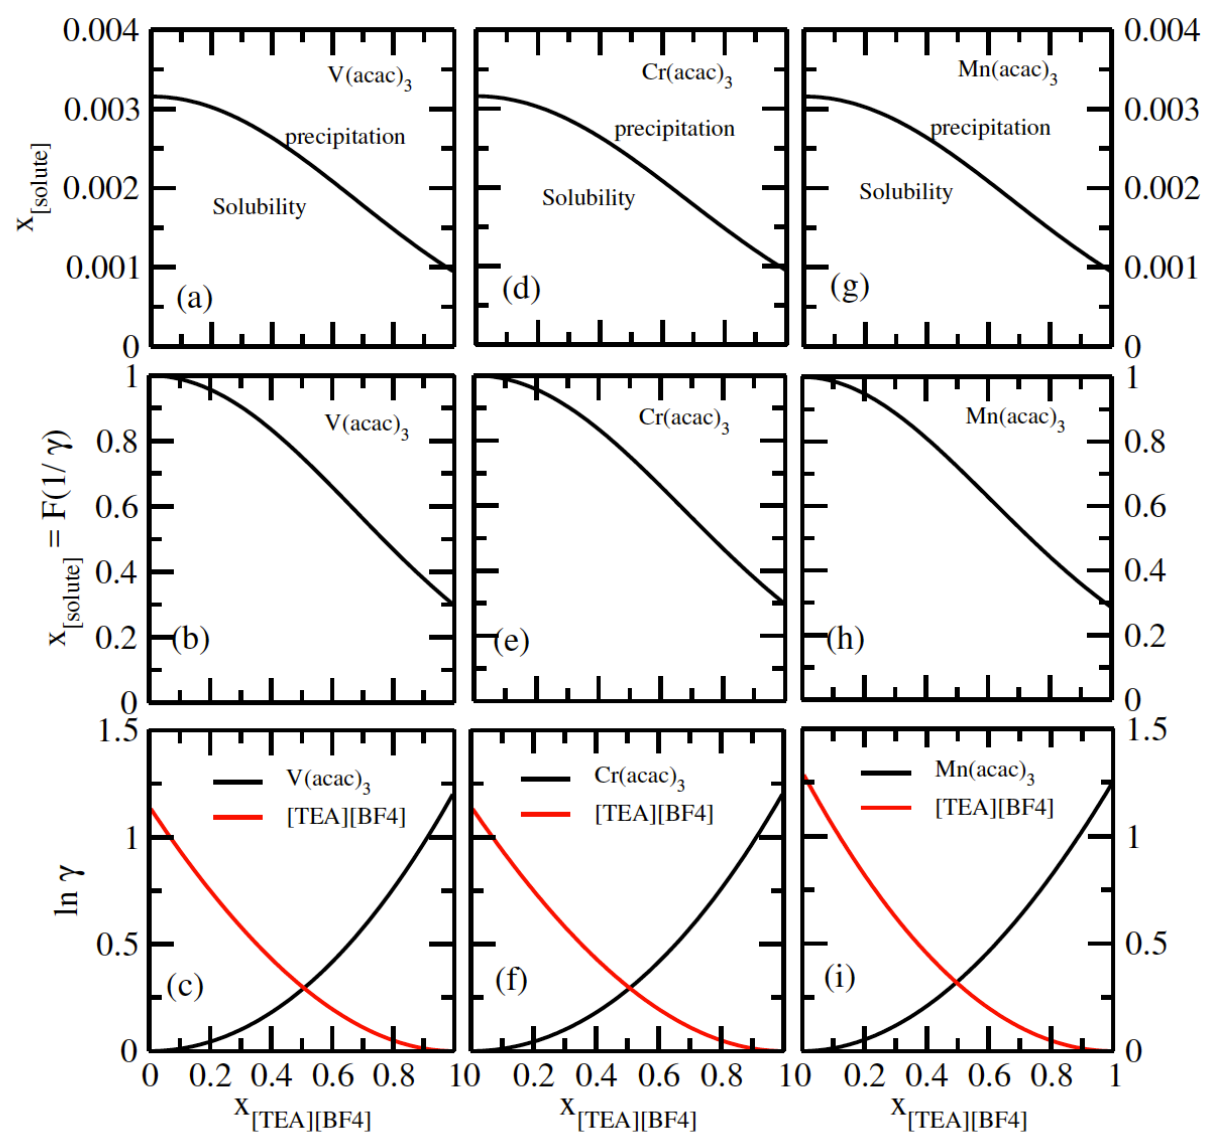 0.004
0.003
0.002
0.001
0
x[solute]
V(acac)3
precipitation
Solubility
(a)
Cr(acac)3
precipitation
Solubility
(d)
Mn(acac)3
precipitation
Solubility
(g)
0.004
0.003
0.002
0.001
0
1
0.8
0.6
0.4
0.2
0
x[solute] = F(1/ γ)
V(acac)3
(b)
Cr(acac)3
(e)
Mn(acac)3
(h)
1
0.8
0.6
0.4
0.2
0
1.5
1
0.5
0
ln γ
V(acac)3
[TEA][BF4]
(c)
Cr(acac)3
[TEA][BF4]
(f)
Mn(acac)3
[TEA][BF4]
(i)
1.5
1
0.5
0
0 0.2 0.4 0.6 0.8 1
0 0.2 0.4 0.6 0.8 1
0 0.2 0.4 0.6 0.8 1
x[TEA][BF4]
x[TEA][BF4]
x[TEA][BF4]